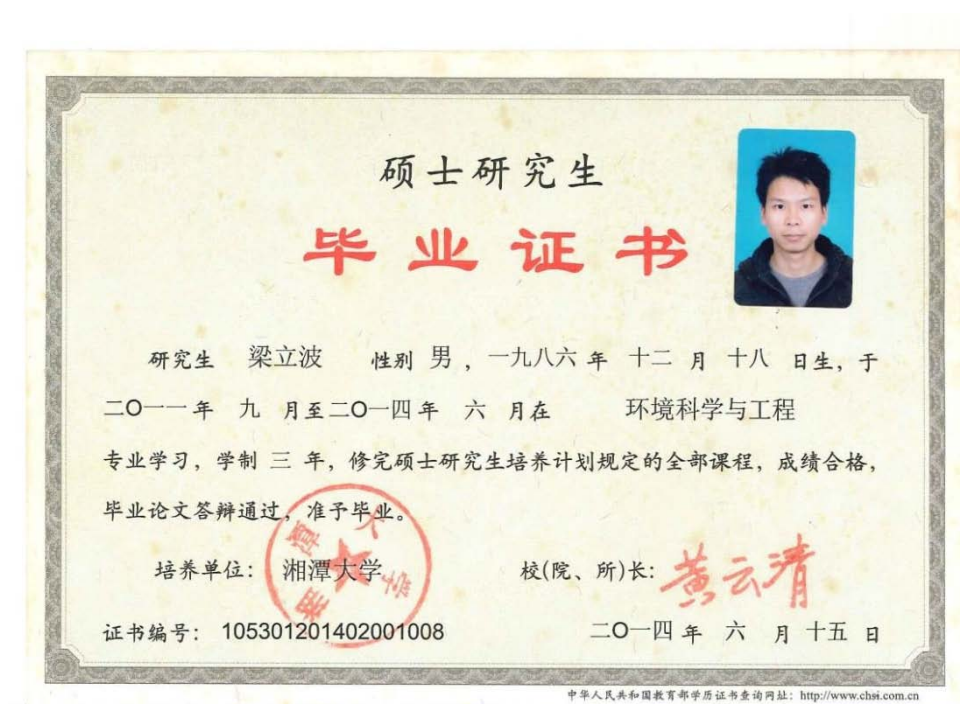 硕士研究生
毕业证书
研究生 梁立波 性别 男 , 一九八六 年 十二 月 十八 日生, 于
二O一一 年 九 月至二O一四 年 六 月在 环境科学与工程
专业学习, 学制 三 年, 修完硕士研究生培养计划规定的全部课程, 成绩合格,
毕业论文答辩通过, 准予毕业。
培养单位: 湘潭大学 校(院、所)长: 黄云清
湘潭大学
证书编号: 105301201402001008 二O一四 年 六 月 十五 日
中华人民共和国教育部学历证书查询网址: http://www.chsi.com.cn